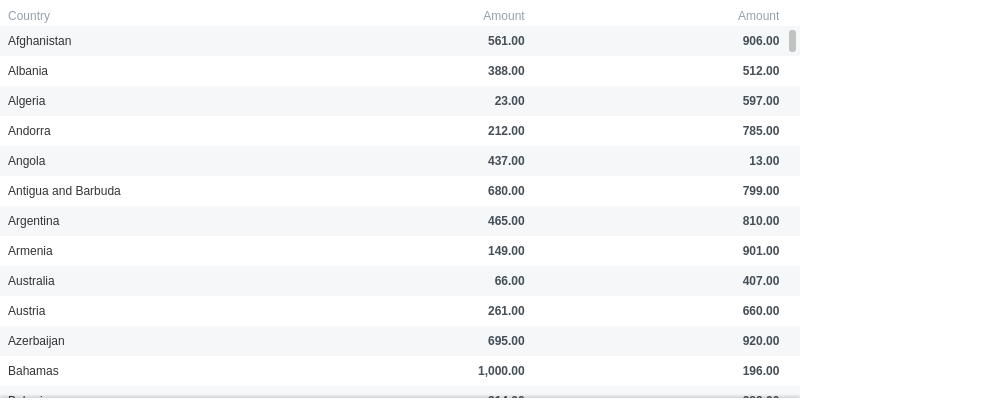 Country Amount Amount
Afghanistan 561.00 906.00
Albania 388.00 512.00
Algeria 23.00 597.00
Andorra 212.00 785.00
Angola 437.00 13.00
Antigua and Barbuda 680.00 799.00
Argentina 465.00 810.00
Armenia 149.00 901.00
Australia 66.00 407.00
Austria 261.00 660.00
Azerbaijan 695.00 920.00
Bahamas 1,000.00 196.00